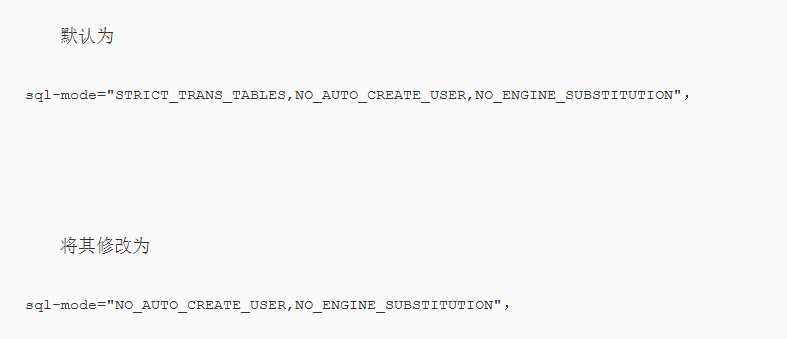 默认为
sql-mode="STRICT_TRANS_TABLES,NO_AUTO_CREATE_USER,NO_ENGINE_SUBSTITUTION"，
将其修改为
sql-mode="NO_AUTO_CREATE_USER,NO_ENGINE_SUBSTITUTION"，